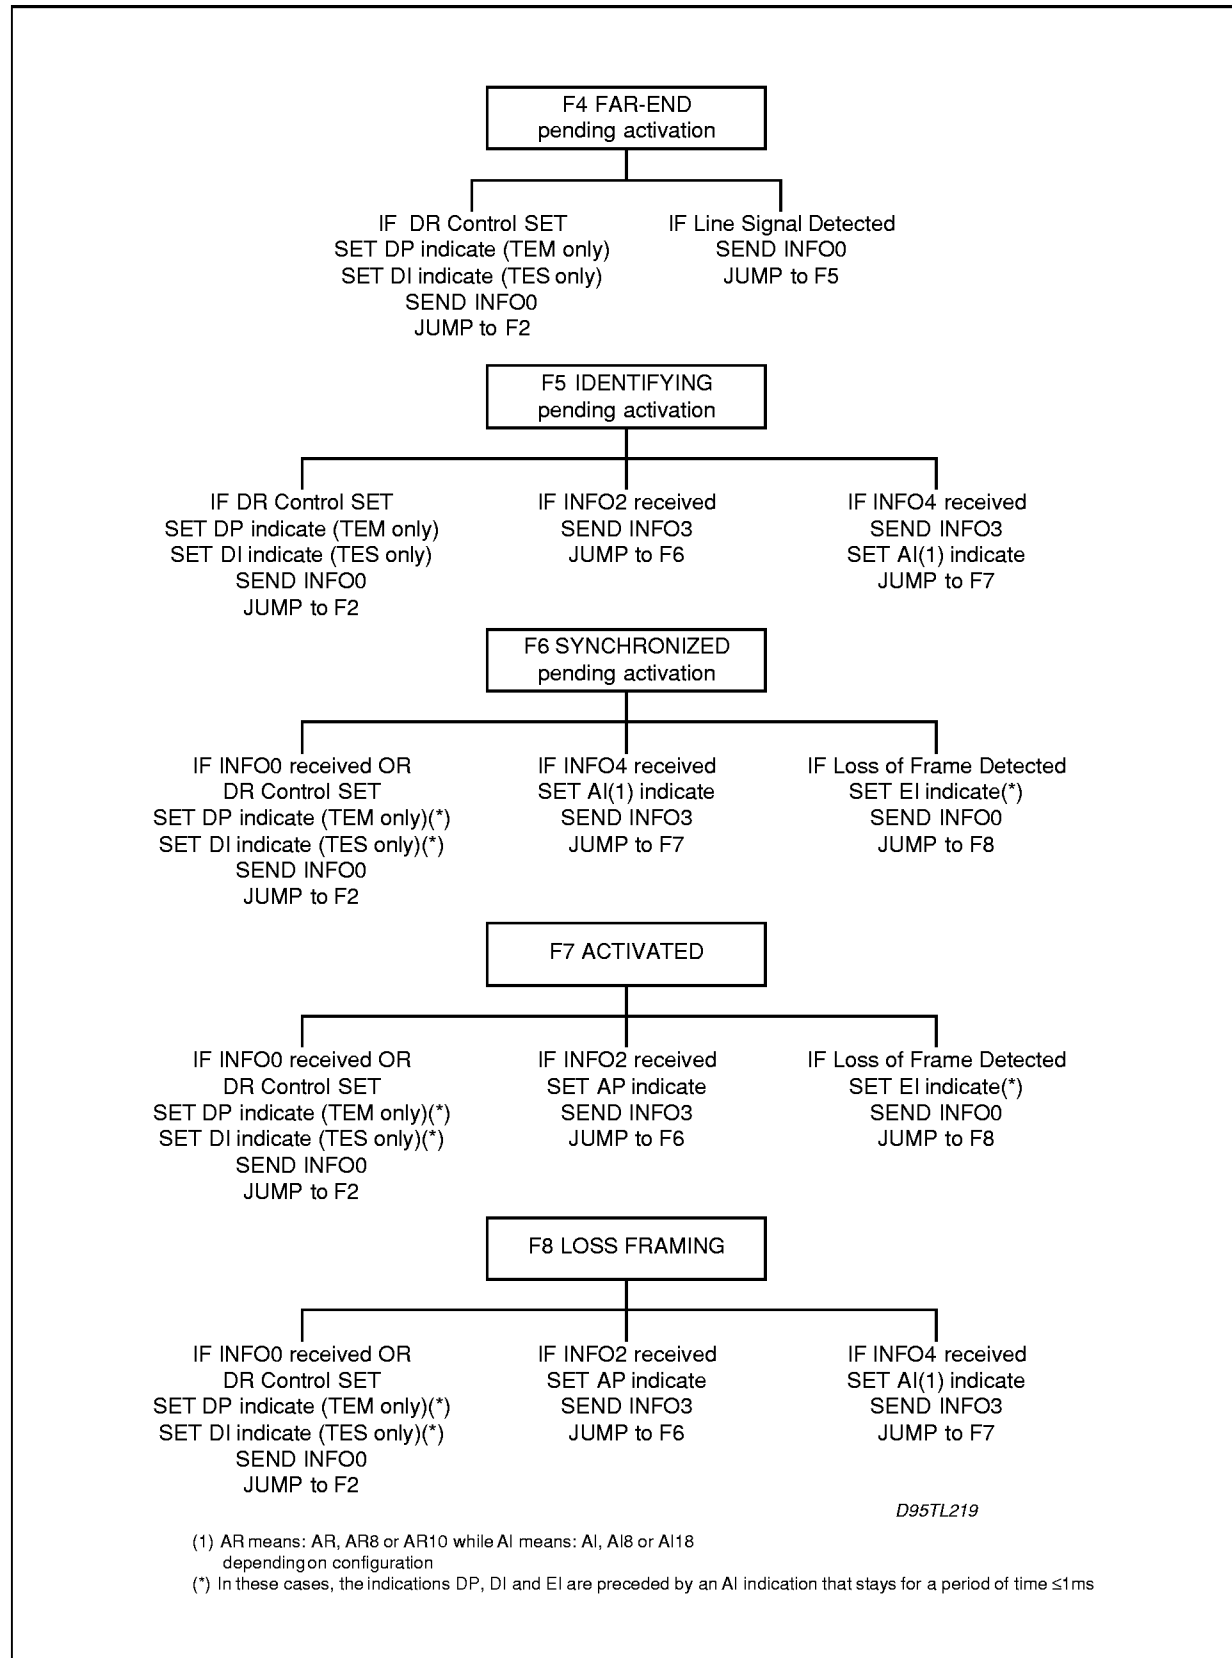 F4 FAR-END
pending activation
IF DR Control SET
SET DP indicate (TEM only)
SET DI indicate (TES only)
SEND INFO0
JUMP to F2
IF Line Signal Detected
SEND INFO0
JUMP to F5
F5 IDENTIFYING
pending activation
IF DR Control SET
SET DP indicate (TEM only)
SET DI indicate (TES only)
SEND INFO0
JUMP to F2
IF INFO2 received
SEND INFO3
JUMP to F6
IF INFO4 received
SEND INFO3
SET AI(1) indicate
JUMP to F7
F6 SYNCHRONIZED
pending activation
IF INFO0 received OR
DR Control SET
SET DP indicate (TEM only)(*)
SET DI indicate (TES only)(*)
SEND INFO0
JUMP to F2
IF INFO4 received
SET AI(1) indicate
SEND INFO3
JUMP to F7
IF Loss of Frame Detected
SET EI indicate(*)
SEND INFO0
JUMP to F8
F7 ACTIVATED
IF INFO0 received OR
DR Control SET
SET DP indicate (TEM only)(*)
SET DI indicate (TES only)(*)
SEND INFO0
JUMP to F2
IF INFO2 received
SET AP indicate
SEND INFO3
JUMP to F6
IF Loss of Frame Detected
SET EI indicate(*)
SEND INFO0
JUMP to F8
F8 LOSS FRAMING
IF INFO0 received OR
DR Control SET
SET DP indicate (TEM only)(*)
SET DI indicate (TES only)(*)
SEND INFO0
JUMP to F2
IF INFO2 received
SET AP indicate
SEND INFO3
JUMP to F6
IF INFO4 received
SET AI(1) indicate
SEND INFO3
JUMP to F7
D95TL219
(1) AR means: AR, AR8 or AR10 while AI means: AI, AI8 or AI18
depending on configuration
(*) In these cases, the indications DP, DI and EI are preceded by an AI indication that stays for a period of time ≤1ms